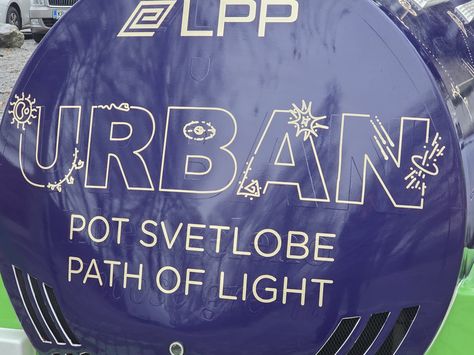 LPP
URBAN
POT SVETLOBE
PATH OF LIGHT